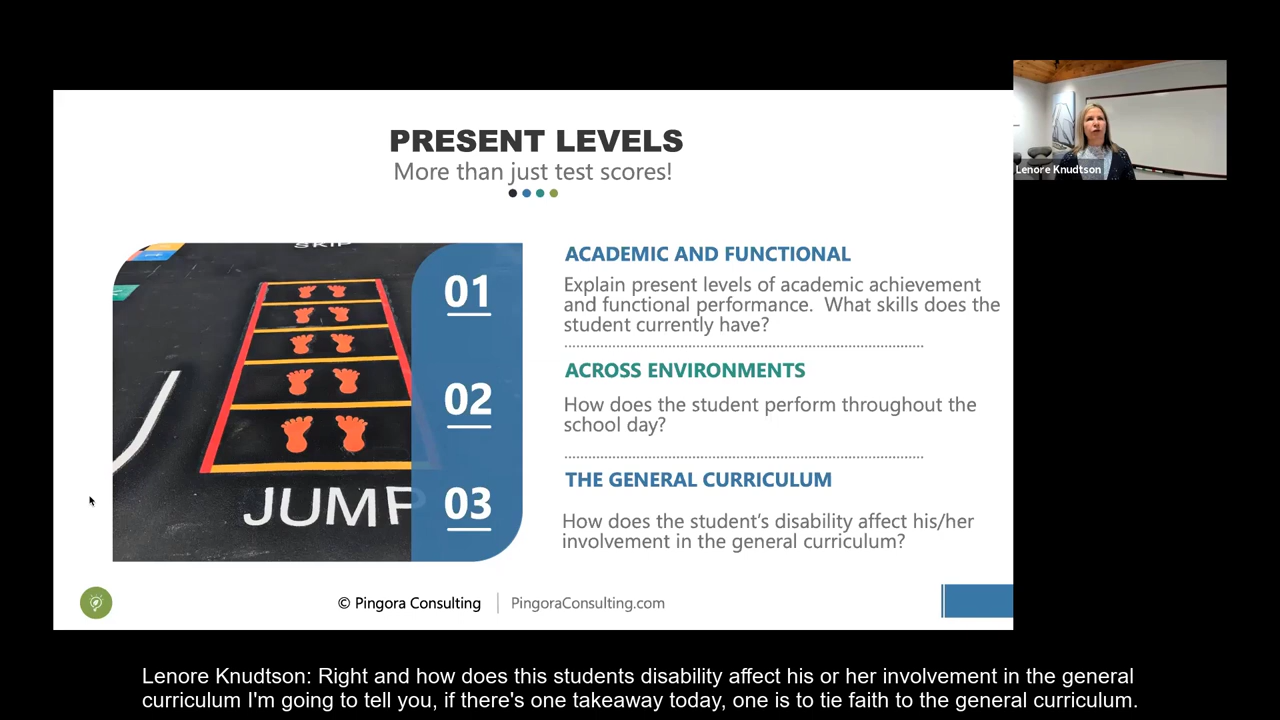 PRESENT LEVELS
More than just test scores!
Lenore Knudtson
SKIP
JUMP
01
ACADEMIC AND FUNCTIONAL
Explain present levels of academic achievement
and functional performance.  What skills does the
student currently have?
02
ACROSS ENVIRONMENTS
How does the student perform throughout the
school day?
03
THE GENERAL CURRICULUM
How does the student's disability affect his/her
involvement in the general curriculum?
© Pingora Consulting
PingoraConsulting.com
Lenore Knudtson: Right and how does this students disability affect his or her involvement in the general
curriculum I'm going to tell you, if there's one takeaway today, one is to tie faith to the general curriculum.